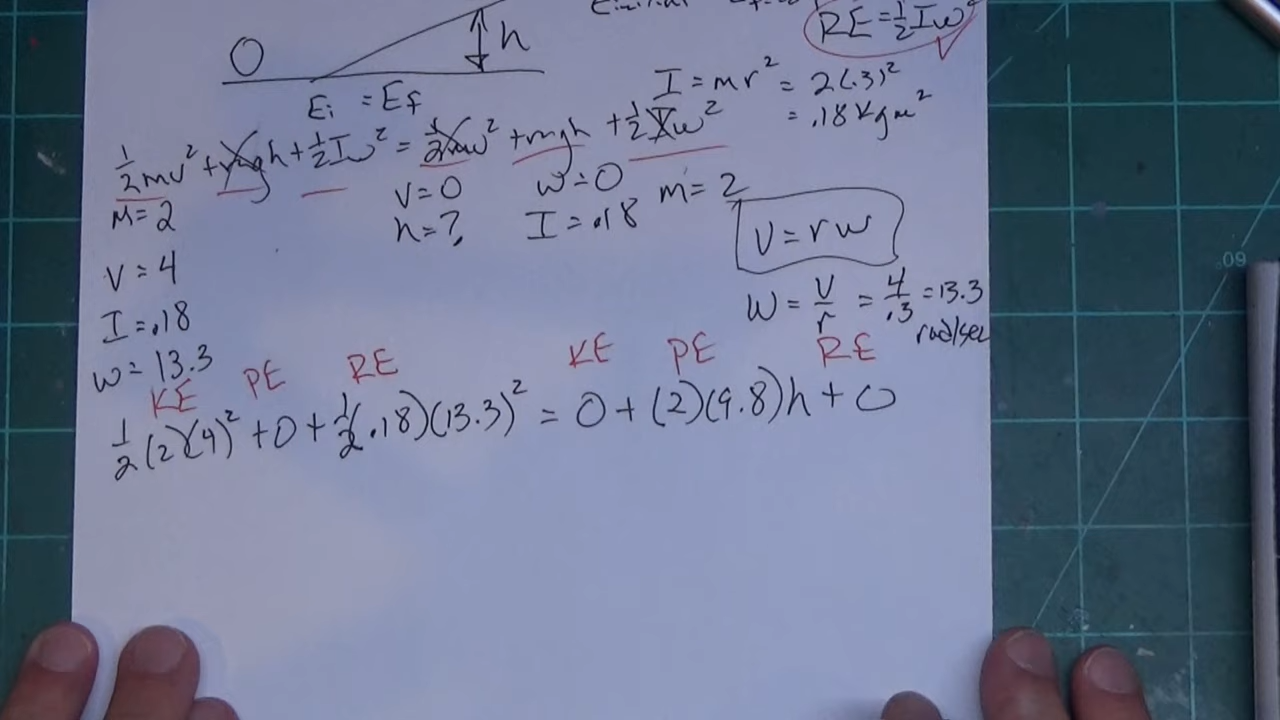 RE = ½Iω²
h
I = mr² = 2(.3)²
= .18 Kgm²
Ei = Ef
½mv² + mgh + ½Iω² = ½mv² + mgh + ½Iω²
M = 2
V = 0
ω = 0
m = 2
h = ?
I = .18
V = rω
V = 4
ω = V/r = 4/.3 = 13.3 rad/sec
I = .18
ω = 13.3
KE PE RE KE PE RE
½(2)(4)² + 0 + ½(.18)(13.3)² = 0 + (2)(9.8)h + 0
60